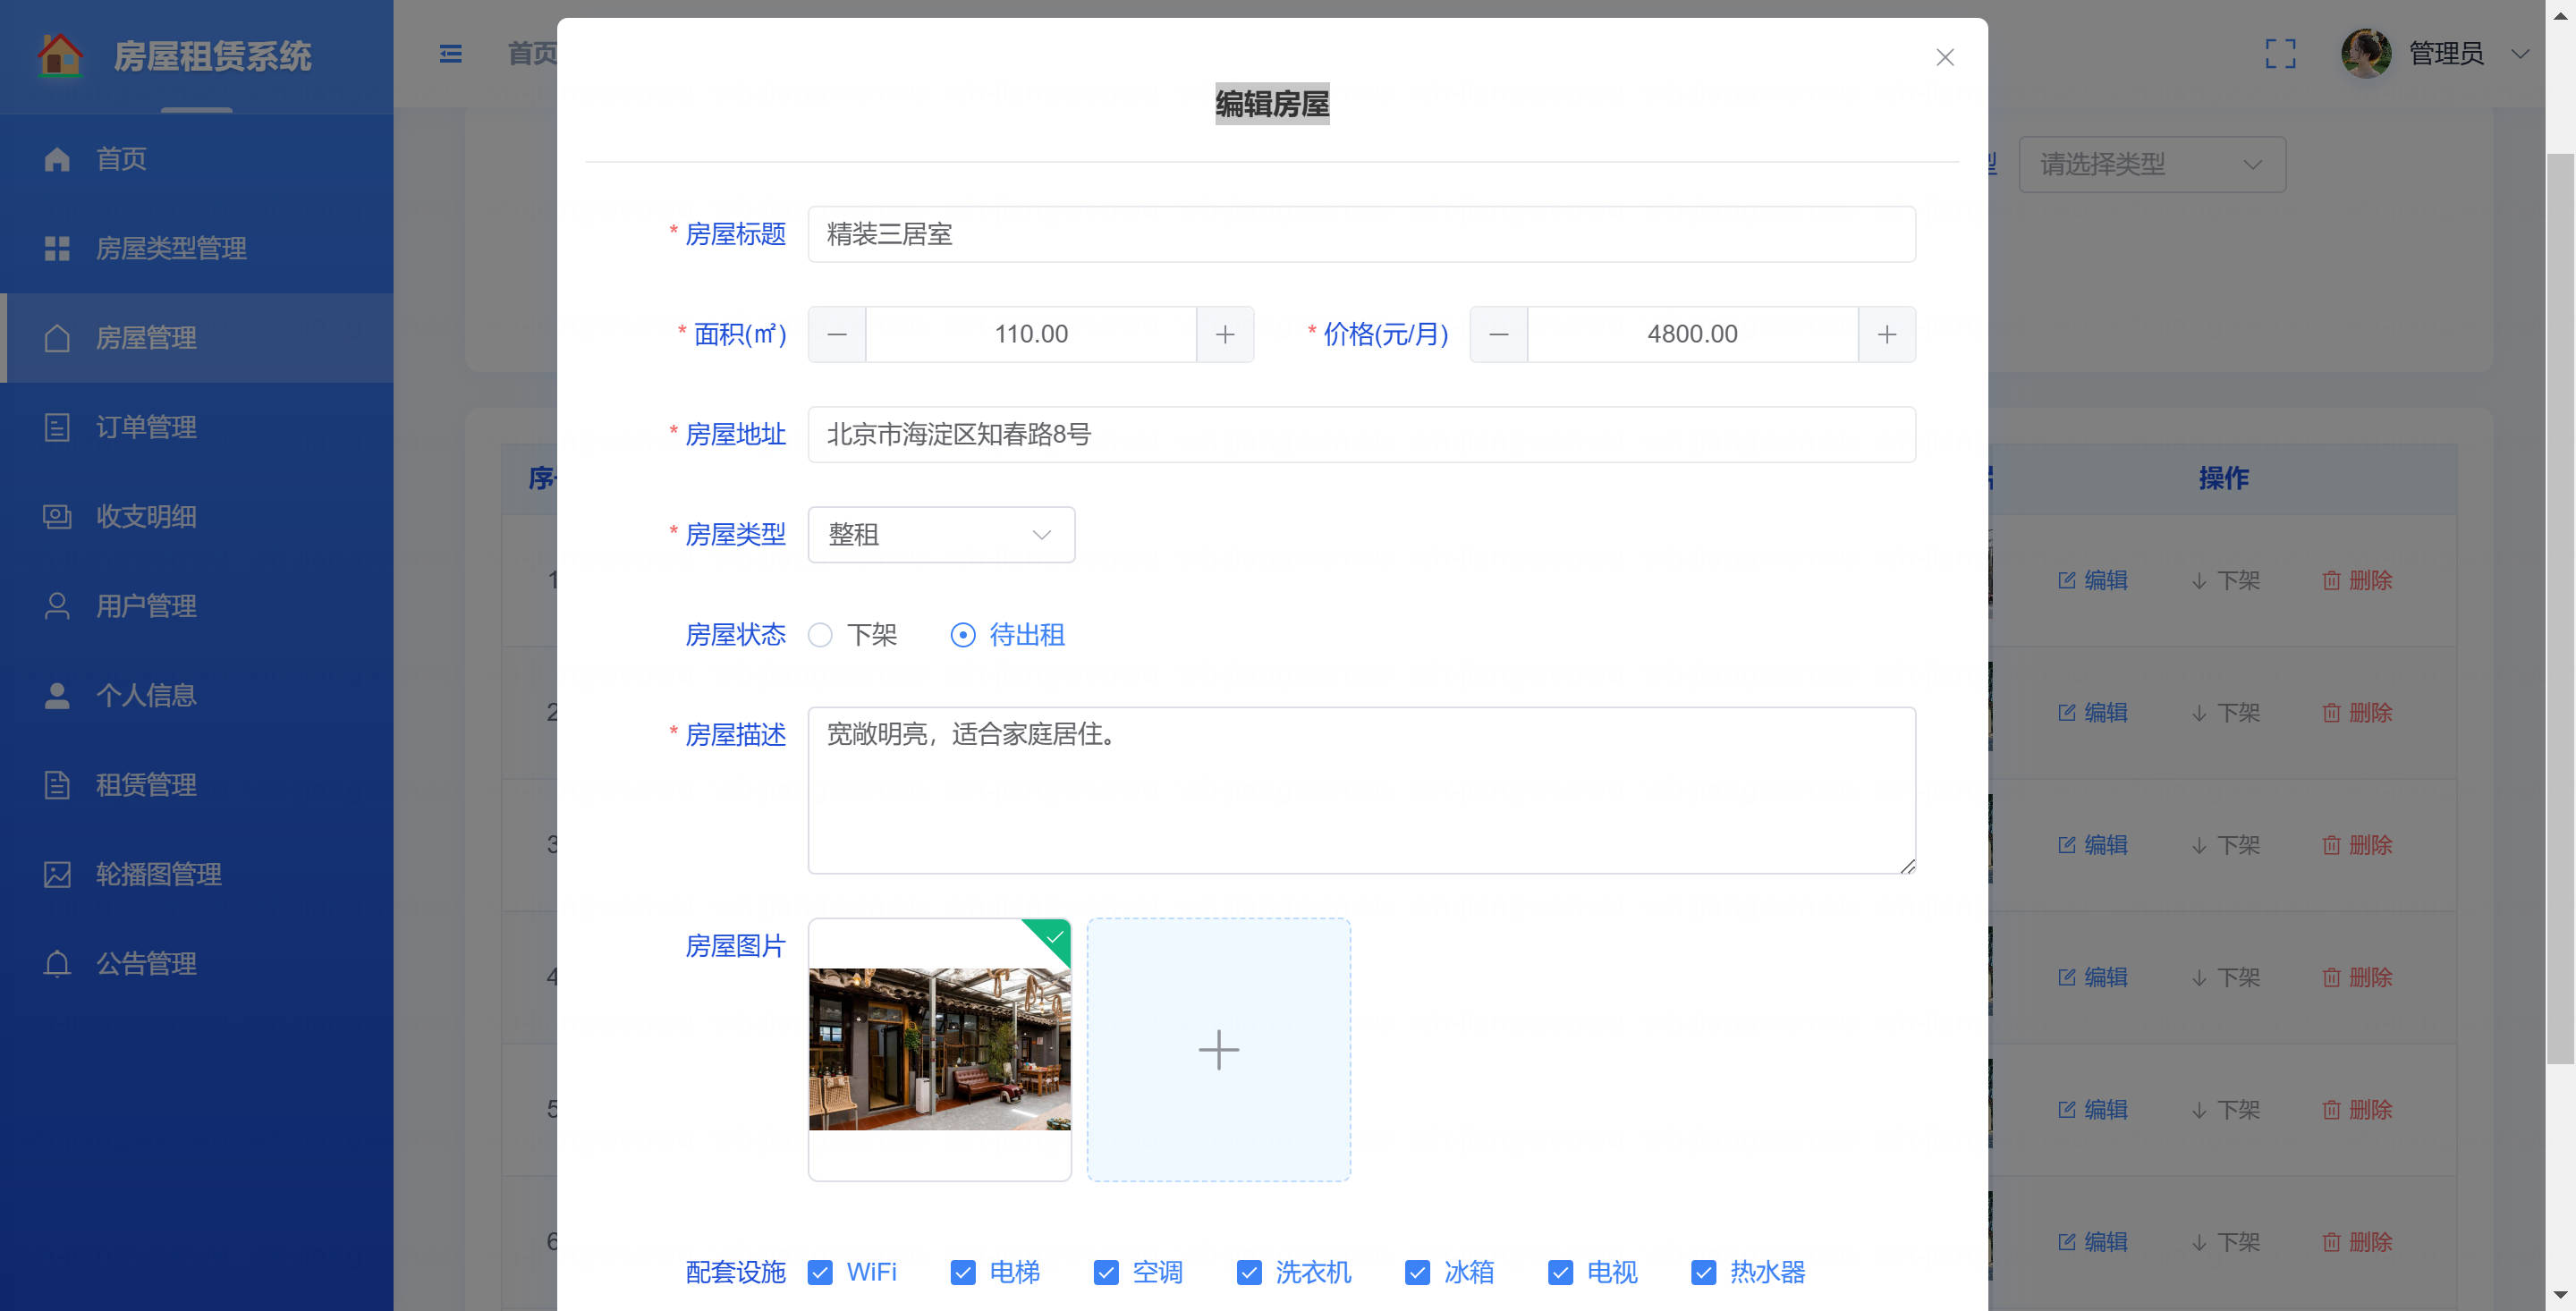 房屋租赁系统
首页
房屋类型管理
房屋管理
订单管理
收支明细
用户管理
个人信息
租赁管理
轮播图管理
公告管理
首页
管理员
编辑房屋
* 房屋标题 精装三居室
* 面积(㎡) 110.00 * 价格(元/月) 4800.00
* 房屋地址 北京市海淀区知春路8号
* 房屋类型 整租
房屋状态 下架 待出租
* 房屋描述 宽敞明亮，适合家庭居住。
房屋图片
配套设施 WiFi 电梯 空调 洗衣机 冰箱 电视 热水器
型 请选择类型
序 操作
1 编辑 下架 删除
2 编辑 下架 删除
3 编辑 下架 删除
4 编辑 下架 删除
5 编辑 下架 删除
6 编辑 下架 删除